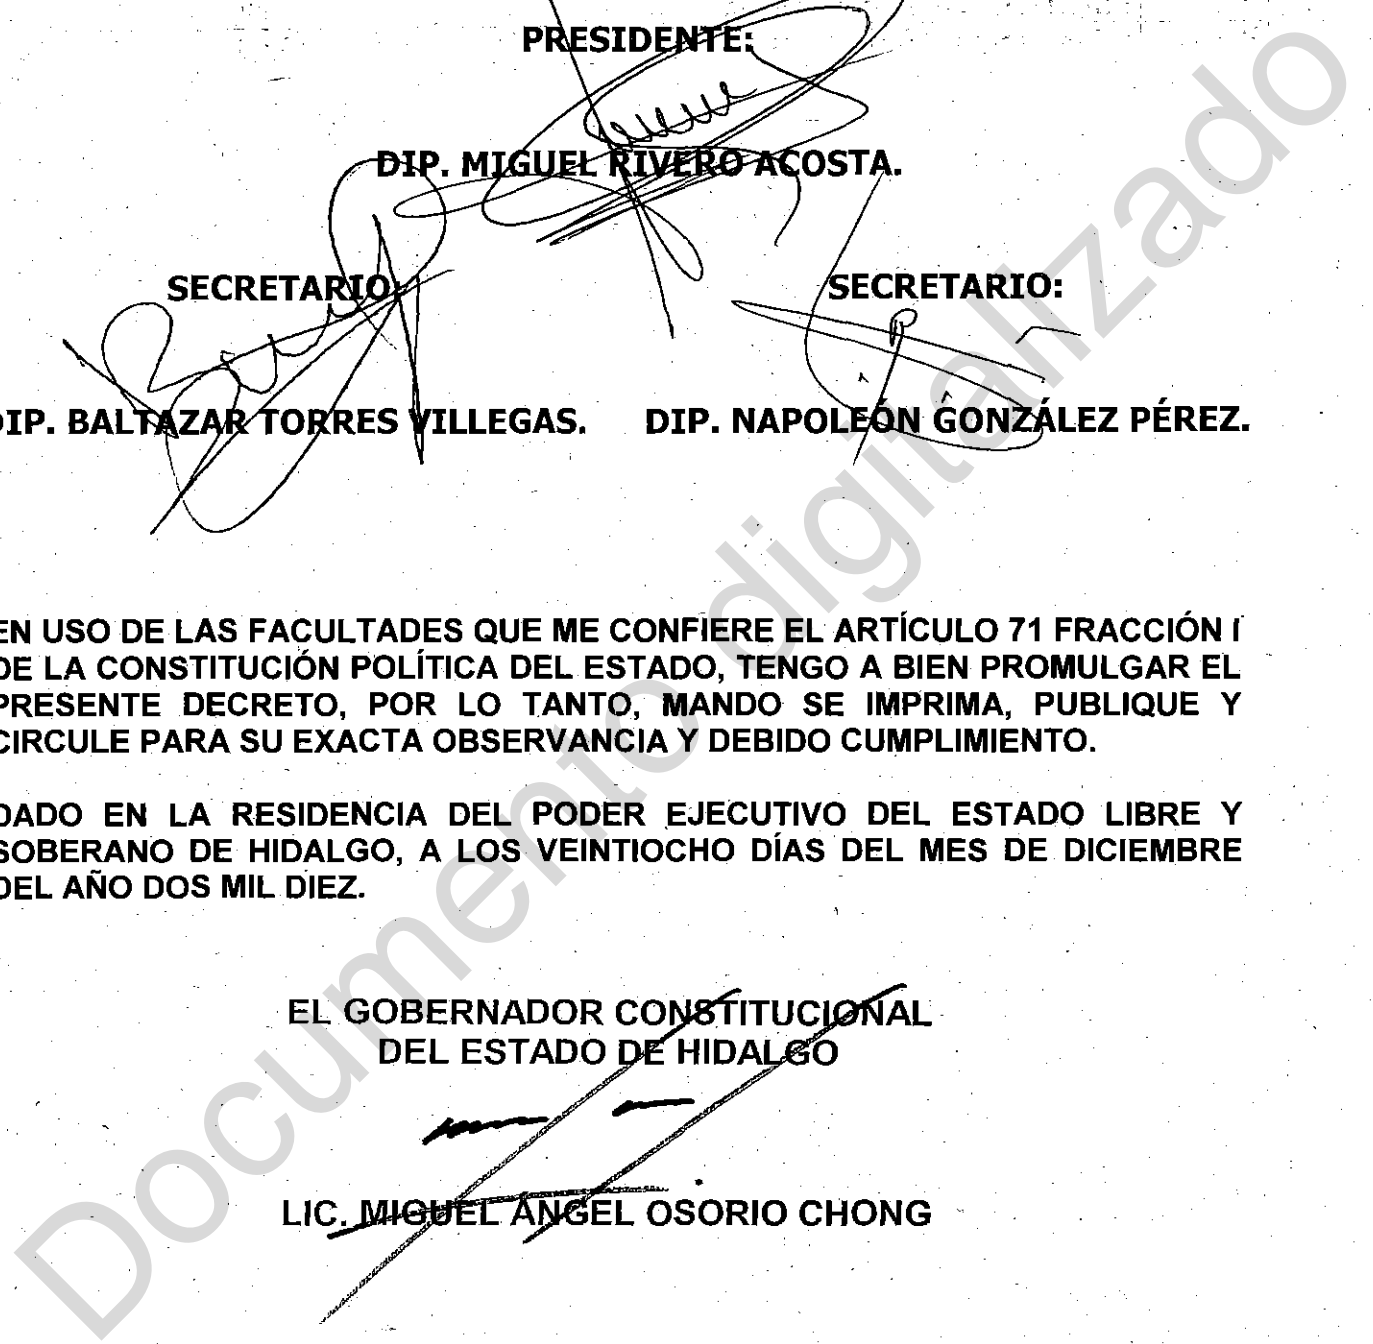 PRESIDENTE:
DIP. MIGUEL RIVERO ACOSTA.
SECRETARIO: SECRETARIO:
DIP. BALTAZAR TORRES VILLEGAS. DIP. NAPOLEÓN GONZÁLEZ PÉREZ.
EN USO DE LAS FACULTADES QUE ME CONFIERE EL ARTÍCULO 71 FRACCIÓN I
DE LA CONSTITUCIÓN POLÍTICA DEL ESTADO, TENGO A BIEN PROMULGAR EL
PRESENTE DECRETO, POR LO TANTO, MANDO SE IMPRIMA, PUBLIQUE Y
CIRCULE PARA SU EXACTA OBSERVANCIA Y DEBIDO CUMPLIMIENTO.
DADO EN LA RESIDENCIA DEL PODER EJECUTIVO DEL ESTADO LIBRE Y
SOBERANO DE HIDALGO, A LOS VEINTIOCHO DÍAS DEL MES DE DICIEMBRE
DEL AÑO DOS MIL DIEZ.
EL GOBERNADOR CONSTITUCIONAL
DEL ESTADO DE HIDALGO
LIC. MIGUEL ÁNGEL OSORIO CHONG
Documento digitalizado